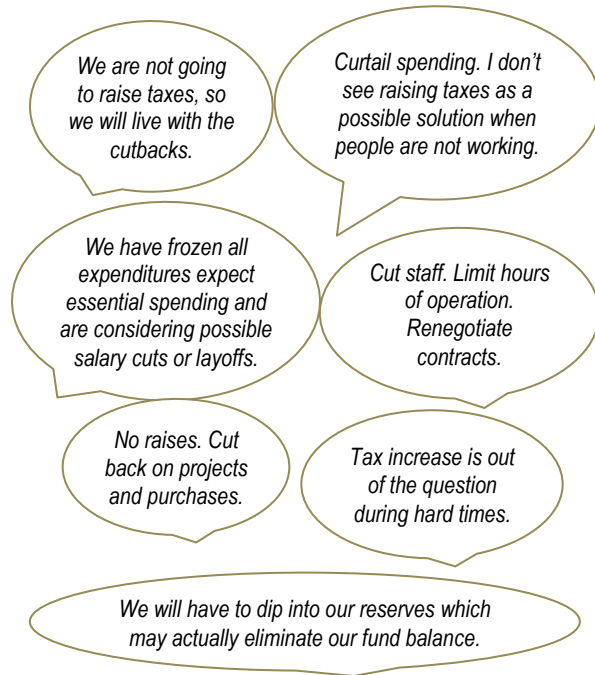 We are not going
to raise taxes, so
we will live with the
cutbacks.
Curtail spending. I don’t
see raising taxes as a
possible solution when
people are not working.
We have frozen all
expenditures expect
essential spending and
are considering possible
salary cuts or layoffs.
Cut staff. Limit hours
of operation.
Renegotiate
contracts.
No raises. Cut
back on projects
and purchases.
Tax increase is out
of the question
during hard times.
We will have to dip into our reserves which
may actually eliminate our fund balance.